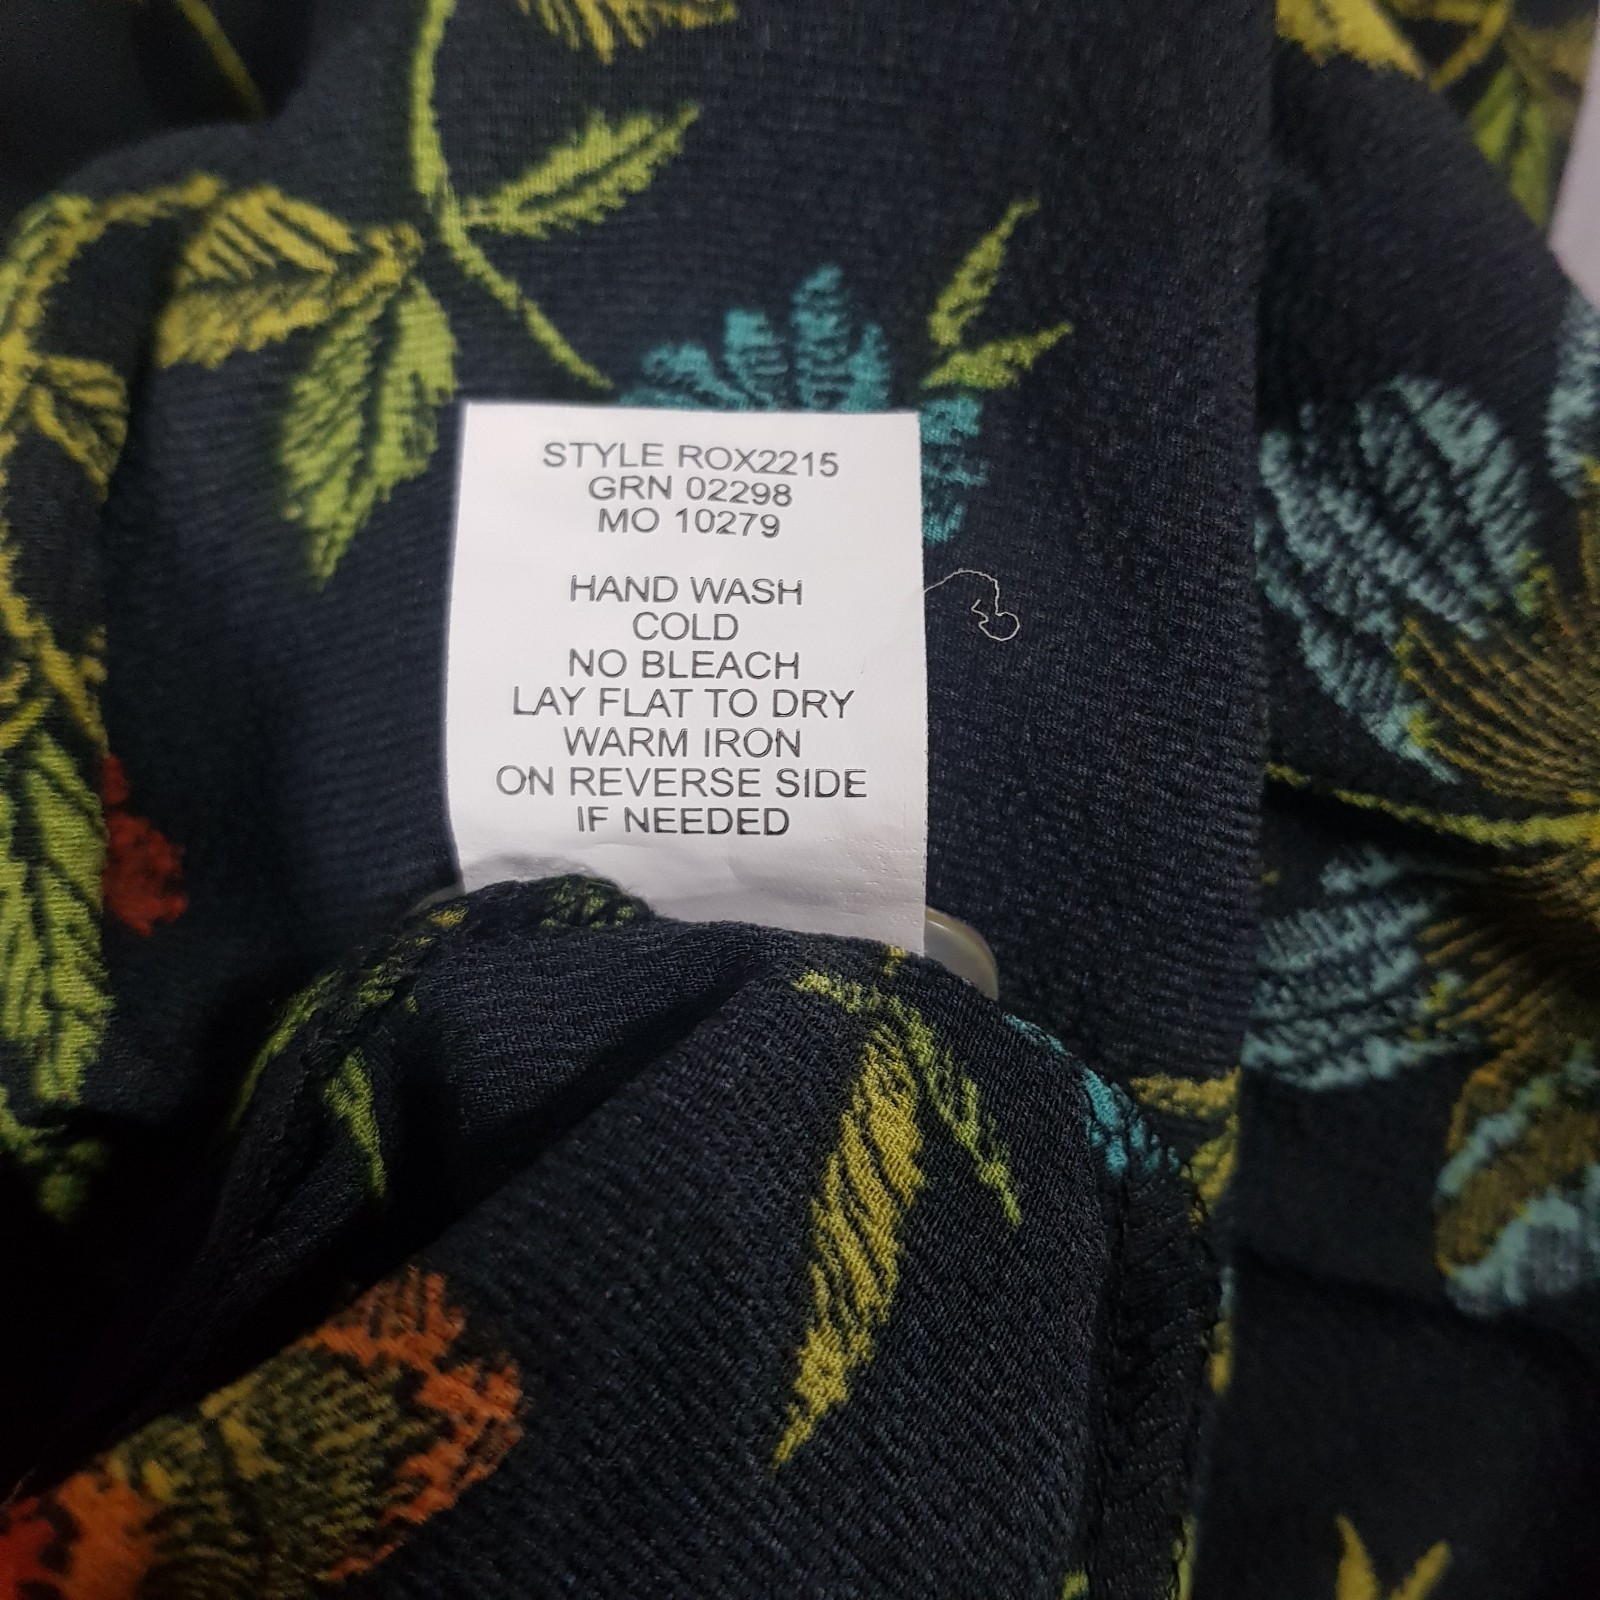 STYLE ROX2215
GRN 02298
MO 10279
HAND WASH
COLD
NO BLEACH
LAY FLAT TO DRY
WARM IRON
ON REVERSE SIDE
IF NEEDED